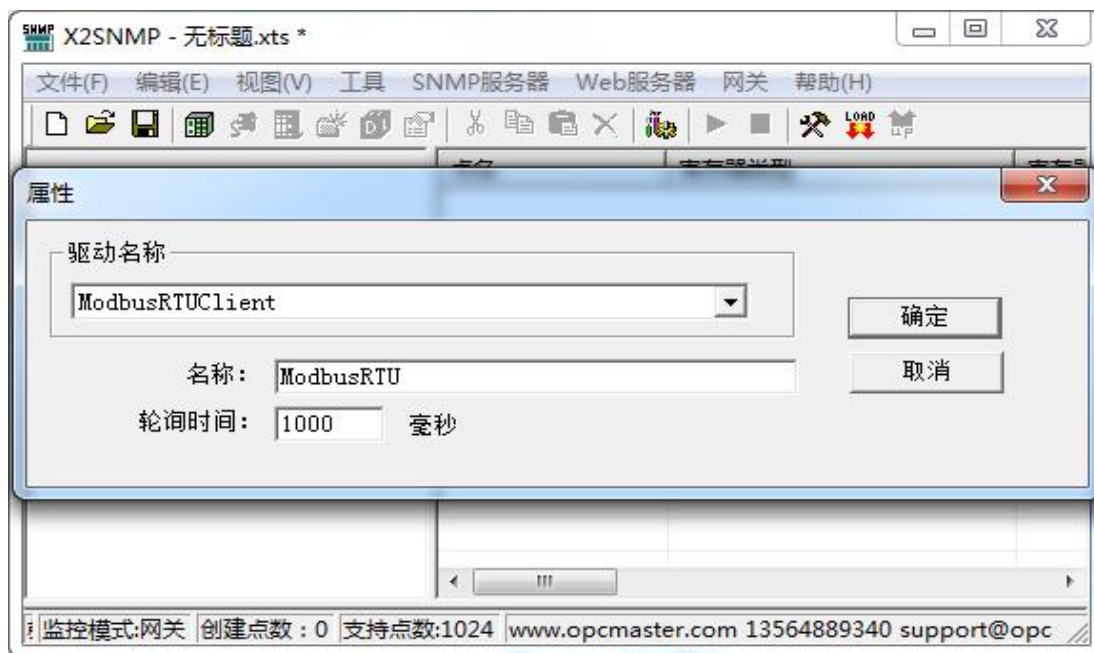 SNMP X2SNMP - 无标题.xts *
文件(F) 编辑(E) 视图(V) 工具 SNMP服务器 Web服务器 网关 帮助(H)
LOAD
属性
驱动名称
ModbusRTUClient
确定
名称: ModbusRTU
取消
轮询时间: 1000 毫秒
监控模式:网关 创建点数:0 支持点数:1024 www.opcmaster.com 13564889340 support@opc